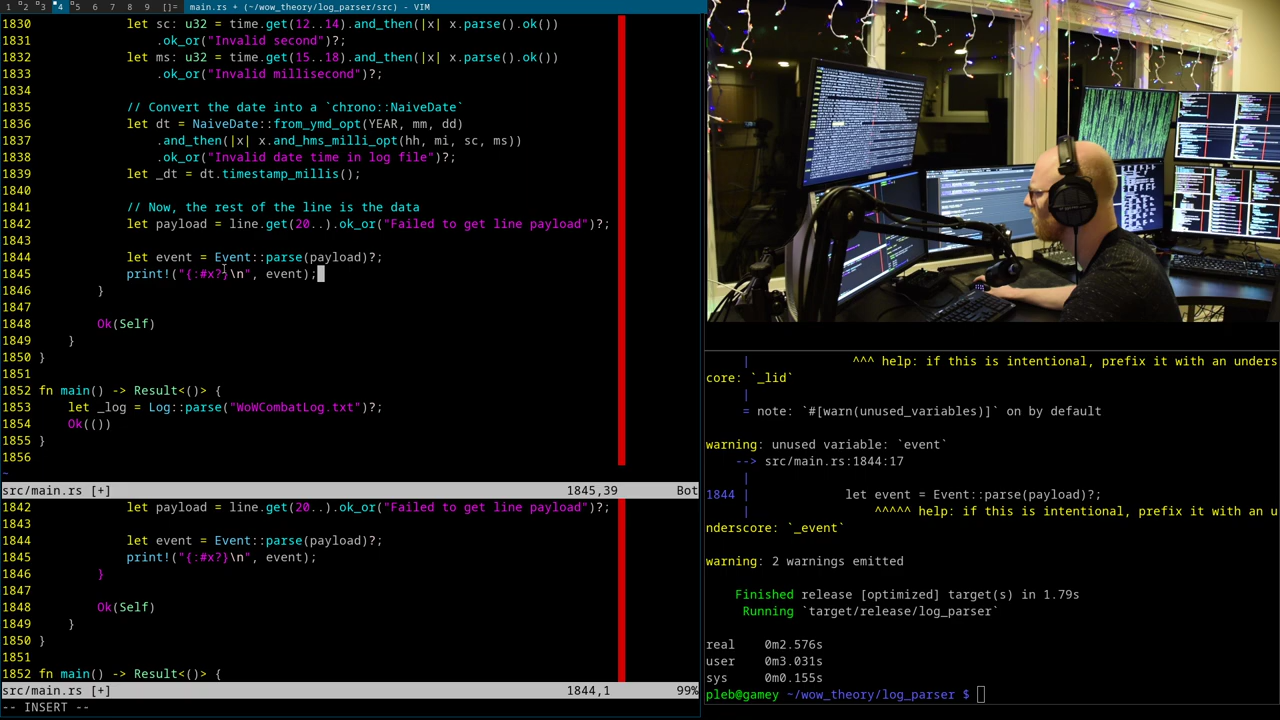 1 2 3 4 5 6 7 8 9 []= main.rs + (~/wow_theory/log_parser/src) - VIM
1830             let sc: u32 = time.get(12..14).and_then(|x| x.parse().ok())
1831                 .ok_or("Invalid second")?;
1832             let ms: u32 = time.get(15..18).and_then(|x| x.parse().ok())
1833                 .ok_or("Invalid millisecond")?;
1834
1835             // Convert the date into a `chrono::NaiveDate`
1836             let dt = NaiveDate::from_ymd_opt(YEAR, mm, dd)
1837                 .and_then(|x| x.and_hms_milli_opt(hh, mi, sc, ms))
1838                 .ok_or("Invalid date time in log file")?;
1839             let _dt = dt.timestamp_millis();
1840
1841             // Now, the rest of the line is the data
1842             let payload = line.get(20..).ok_or("Failed to get line payload")?;
1843
1844             let event = Event::parse(payload)?;
1845             print!("{:#x?}\n", event);
1846         }
1847
1848         Ok(Self)
1849     }
1850 }
1851
1852 fn main() -> Result<()> {
1853     let _log = Log::parse("WoWCombatLog.txt")?;
1854     Ok(())
1855 }
1856
~
src/main.rs [+] 1845,39 Bot
1842             let payload = line.get(20..).ok_or("Failed to get line payload")?;
1843
1844             let event = Event::parse(payload)?;
1845             print!("{:#x?}\n", event);
1846         }
1847
1848         Ok(Self)
1849     }
1850 }
1851
1852 fn main() -> Result<()> {
src/main.rs [+] 1844,1 99%
-- INSERT --
| ^^^ help: if this is intentional, prefix it with an unders
core: `_lid`
|
= note: `#[warn(unused_variables)]` on by default
warning: unused variable: `event`
--> src/main.rs:1844:17
|
1844 |             let event = Event::parse(payload)?;
| ^^^^^ help: if this is intentional, prefix it with an u
nderscore: `_event`
warning: 2 warnings emitted
Finished release [optimized] target(s) in 1.79s
Running `target/release/log_parser`
real 0m2.576s
user 0m3.031s
sys 0m0.155s
pleb@gamey ~/wow_theory/log_parser $